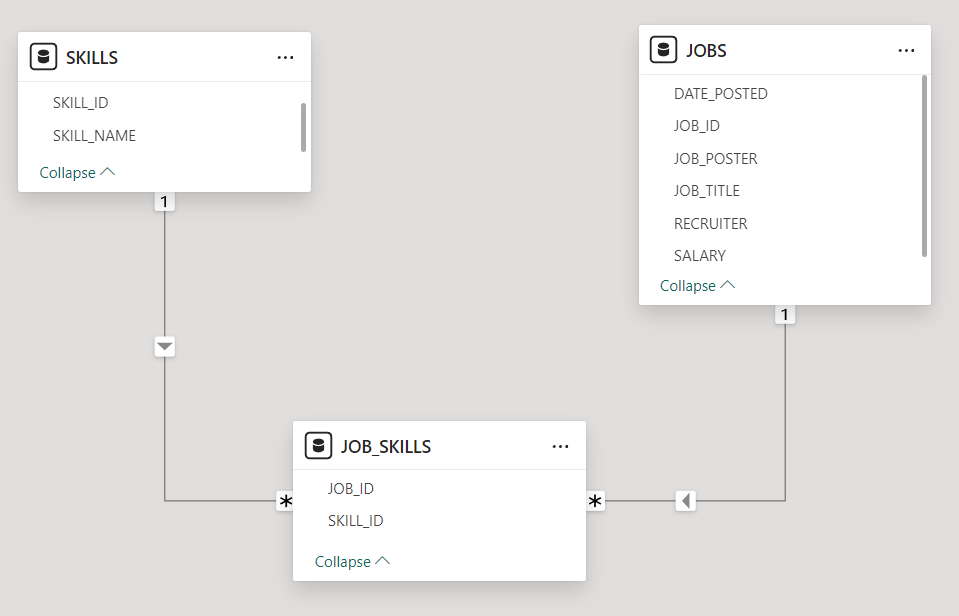 SKILLS
SKILL_ID
SKILL_NAME
Collapse
1
JOBS
DATE_POSTED
JOB_ID
JOB_POSTER
JOB_TITLE
RECRUITER
SALARY
Collapse
1
JOB_SKILLS
JOB_ID
SKILL_ID
Collapse
*
*